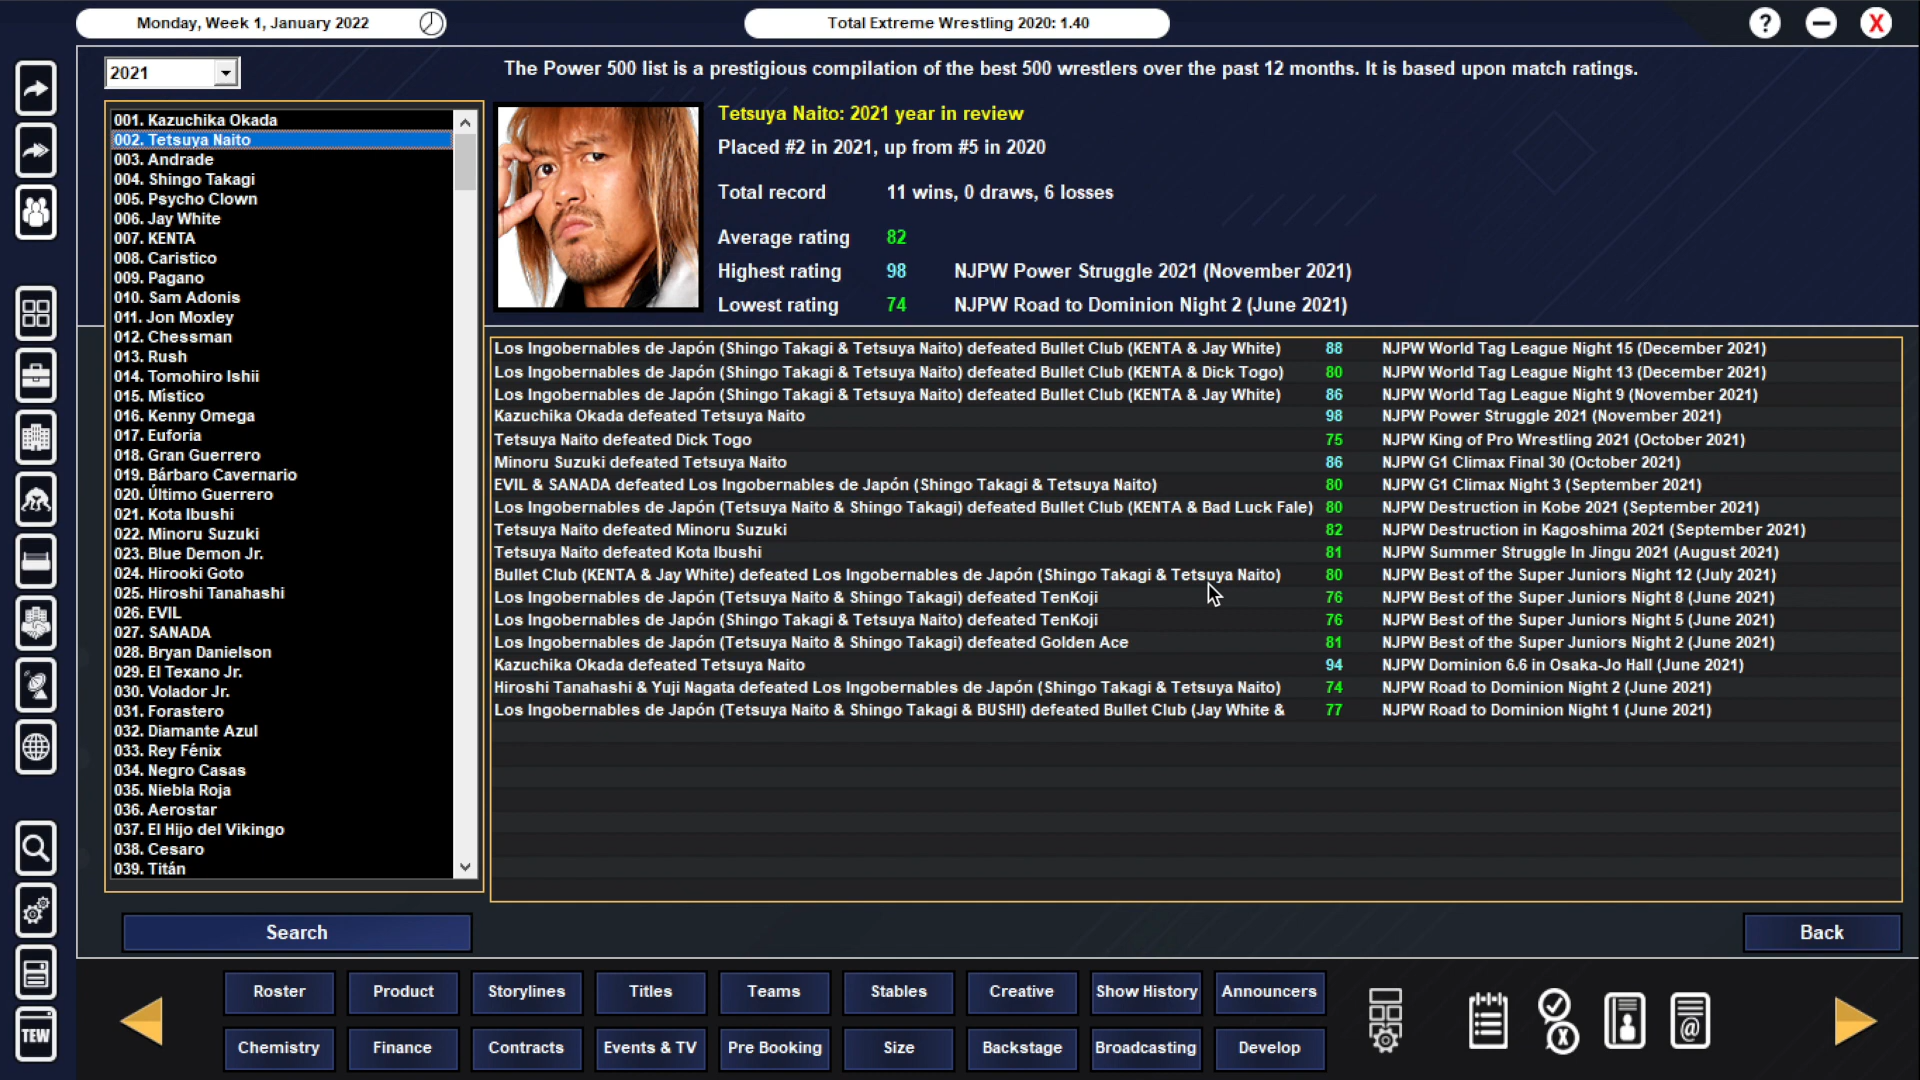 Monday, Week 1, January 2022
Total Extreme Wrestling 2020: 1.40
?
X
2021
The Power 500 list is a prestigious compilation of the best 500 wrestlers over the past 12 months. It is based upon match ratings.
001. Kazuchika Okada
002. Tetsuya Naito
003. Andrade
004. Shingo Takagi
005. Psycho Clown
006. Jay White
007. KENTA
008. Caristico
009. Pagano
010. Sam Adonis
011. Jon Moxley
012. Chessman
013. Rush
014. Tomohiro Ishii
015. Místico
016. Kenny Omega
017. Euforia
018. Gran Guerrero
019. Bárbaro Cavernario
020. Último Guerrero
021. Kota Ibushi
022. Minoru Suzuki
023. Blue Demon Jr.
024. Hirooki Goto
025. Hiroshi Tanahashi
026. EVIL
027. SANADA
028. Bryan Danielson
029. El Texano Jr.
030. Volador Jr.
031. Forastero
032. Diamante Azul
033. Rey Fénix
034. Negro Casas
035. Niebla Roja
036. Aerostar
037. El Hijo del Vikingo
038. Cesaro
039. Titán
Search
Tetsuya Naito: 2021 year in review
Placed #2 in 2021, up from #5 in 2020
Total record 11 wins, 0 draws, 6 losses
Average rating 82
Highest rating 98 NJPW Power Struggle 2021 (November 2021)
Lowest rating 74 NJPW Road to Dominion Night 2 (June 2021)
Los Ingobernables de Japón (Shingo Takagi & Tetsuya Naito) defeated Bullet Club (KENTA & Jay White) 88 NJPW World Tag League Night 15 (December 2021)
Los Ingobernables de Japón (Shingo Takagi & Tetsuya Naito) defeated Bullet Club (KENTA & Dick Togo) 80 NJPW World Tag League Night 13 (December 2021)
Los Ingobernables de Japón (Shingo Takagi & Tetsuya Naito) defeated Bullet Club (KENTA & Jay White) 86 NJPW World Tag League Night 9 (November 2021)
Kazuchika Okada defeated Tetsuya Naito 98 NJPW Power Struggle 2021 (November 2021)
Tetsuya Naito defeated Dick Togo 75 NJPW King of Pro Wrestling 2021 (October 2021)
Minoru Suzuki defeated Tetsuya Naito 86 NJPW G1 Climax Final 30 (October 2021)
EVIL & SANADA defeated Los Ingobernables de Japón (Shingo Takagi & Tetsuya Naito) 80 NJPW G1 Climax Night 3 (September 2021)
Los Ingobernables de Japón (Tetsuya Naito & Shingo Takagi) defeated Bullet Club (KENTA & Bad Luck Fale) 80 NJPW Destruction in Kobe 2021 (September 2021)
Tetsuya Naito defeated Minoru Suzuki 82 NJPW Destruction in Kagoshima 2021 (September 2021)
Tetsuya Naito defeated Kota Ibushi 81 NJPW Summer Struggle In Jingu 2021 (August 2021)
Bullet Club (KENTA & Jay White) defeated Los Ingobernables de Japón (Shingo Takagi & Tetsuya Naito) 80 NJPW Best of the Super Juniors Night 12 (July 2021)
Los Ingobernables de Japón (Tetsuya Naito & Shingo Takagi) defeated TenKoji 76 NJPW Best of the Super Juniors Night 8 (June 2021)
Los Ingobernables de Japón (Shingo Takagi & Tetsuya Naito) defeated TenKoji 76 NJPW Best of the Super Juniors Night 5 (June 2021)
Los Ingobernables de Japón (Tetsuya Naito & Shingo Takagi) defeated Golden Ace 81 NJPW Best of the Super Juniors Night 2 (June 2021)
Kazuchika Okada defeated Tetsuya Naito 94 NJPW Dominion 6.6 in Osaka-Jo Hall (June 2021)
Hiroshi Tanahashi & Yuji Nagata defeated Los Ingobernables de Japón (Shingo Takagi & Tetsuya Naito) 74 NJPW Road to Dominion Night 2 (June 2021)
Los Ingobernables de Japón (Tetsuya Naito & Shingo Takagi & BUSHI) defeated Bullet Club (Jay White & 77 NJPW Road to Dominion Night 1 (June 2021)
Back
TEW
Roster Product Storylines Titles Teams Stables Creative Show History Announcers
Chemistry Finance Contracts Events & TV Pre Booking Size Backstage Broadcasting Develop